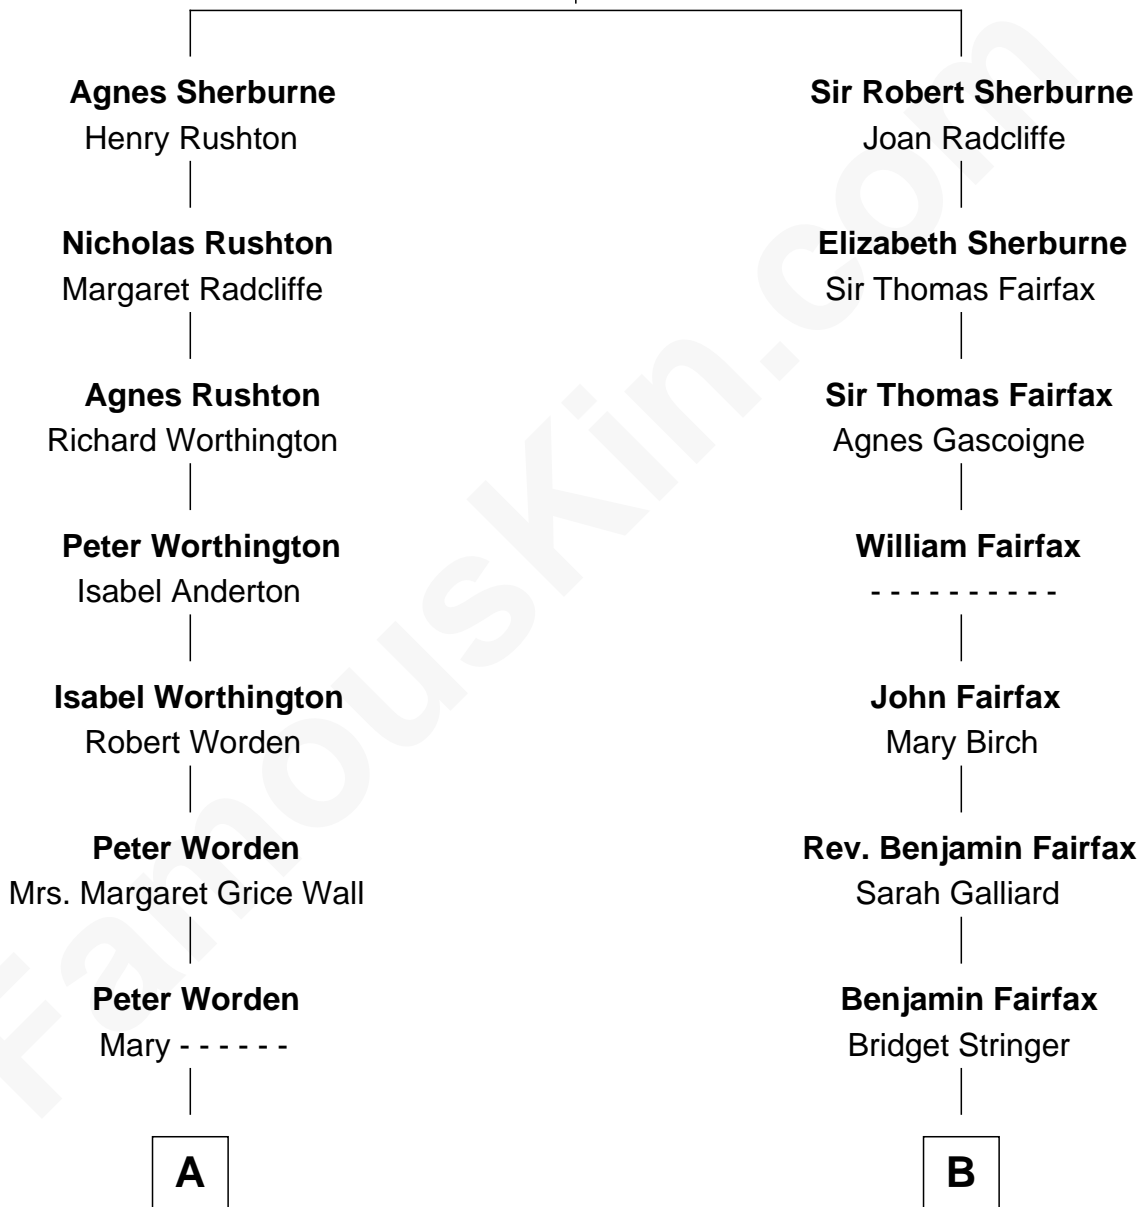 Agnes Sherburne
Henry Rushton
Nicholas Rushton
Margaret Radcliffe
Agnes Rushton
Richard Worthington
Peter Worthington
Isabel Anderton
Isabel Worthington
Robert Worden
Peter Worden
Mrs. Margaret Grice Wall
Peter Worden
Mary - - - - - -
A
Sir Robert Sherburne
Joan Radcliffe
Elizabeth Sherburne
Sir Thomas Fairfax
Sir Thomas Fairfax
Agnes Gascoigne
William Fairfax
- - - - - - - - - -
John Fairfax
Mary Birch
Rev. Benjamin Fairfax
Sarah Galliard
Benjamin Fairfax
Bridget Stringer
B
FamousKin.com